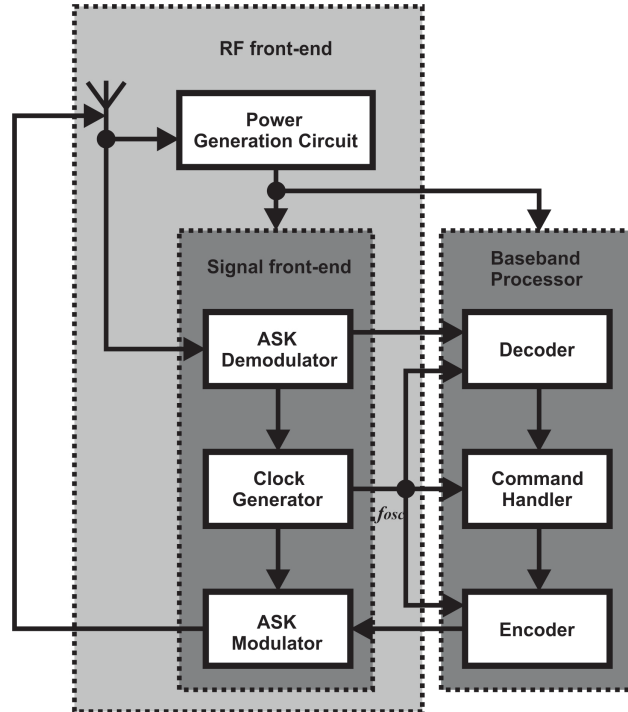 RF front-end
Power
Generation Circuit
Signal front-end
Baseband
Processor
ASK
Demodulator
Decoder
Clock
Generator
fosc
Command
Handler
ASK
Modulator
Encoder